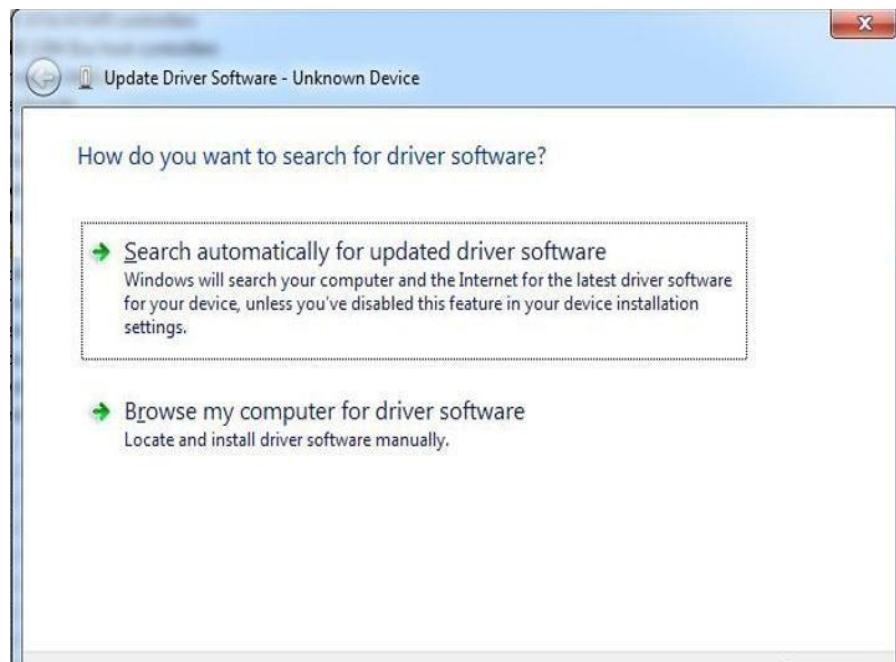 Update Driver Software - Unknown Device
How do you want to search for driver software?
Search automatically for updated driver software
Windows will search your computer and the Internet for the latest driver software
for your device, unless you've disabled this feature in your device installation
settings.
Browse my computer for driver software
Locate and install driver software manually.